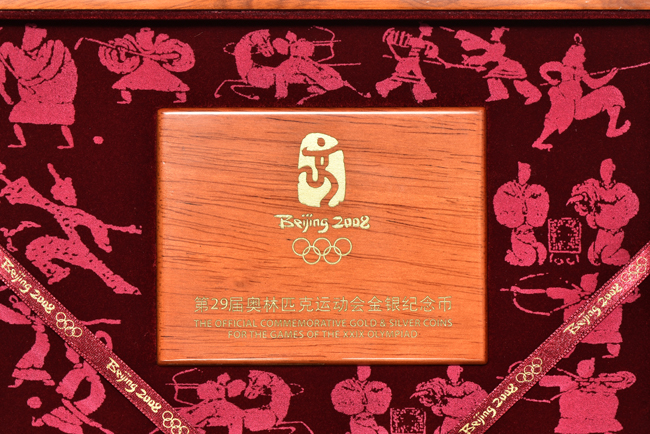 Beijing 2008
第29届奥林匹克运动会金银纪念币
THE OFFICIAL COMMEMORATIVE GOLD & SILVER COINS
FOR THE GAMES OF THE XXIX OLYMPIAD
Beijing 2008
Beijing 2008
Beijing 2008
Beijing 2008